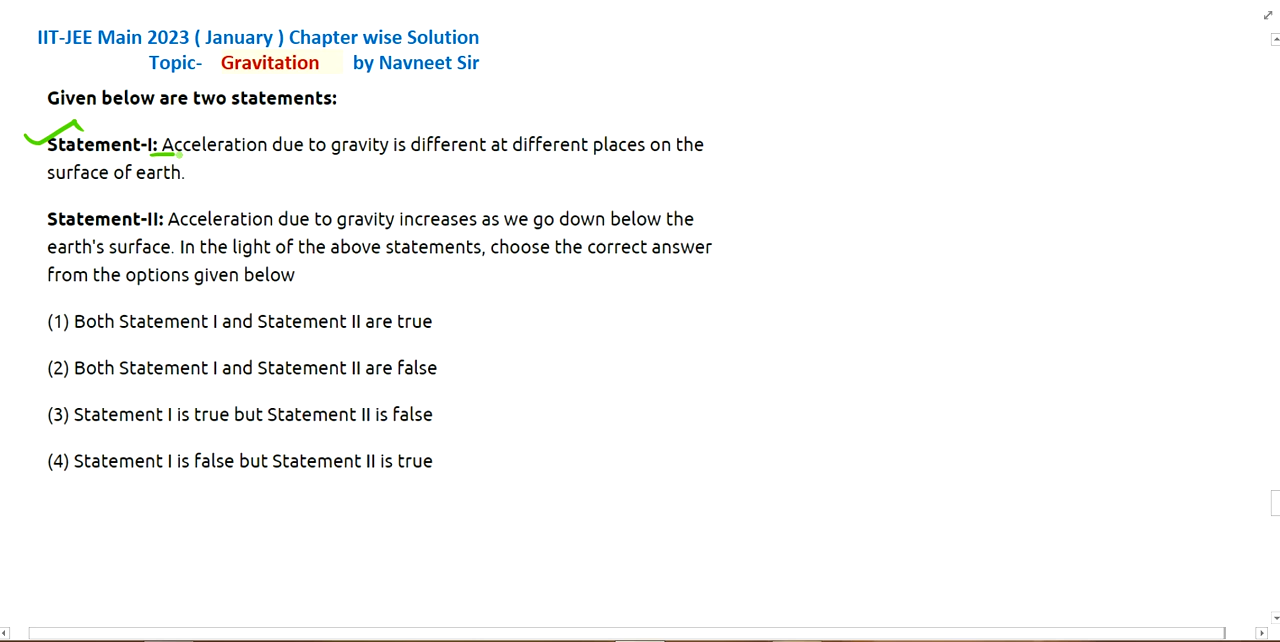 IIT-JEE Main 2023 ( January ) Chapter wise Solution
Topic- Gravitation by Navneet Sir
Given below are two statements:
Statement-I: Acceleration due to gravity is different at different places on the
surface of earth.
Statement-II: Acceleration due to gravity increases as we go down below the
earth's surface. In the light of the above statements, choose the correct answer
from the options given below
(1) Both Statement I and Statement II are true
(2) Both Statement I and Statement II are false
(3) Statement I is true but Statement II is false
(4) Statement I is false but Statement II is true